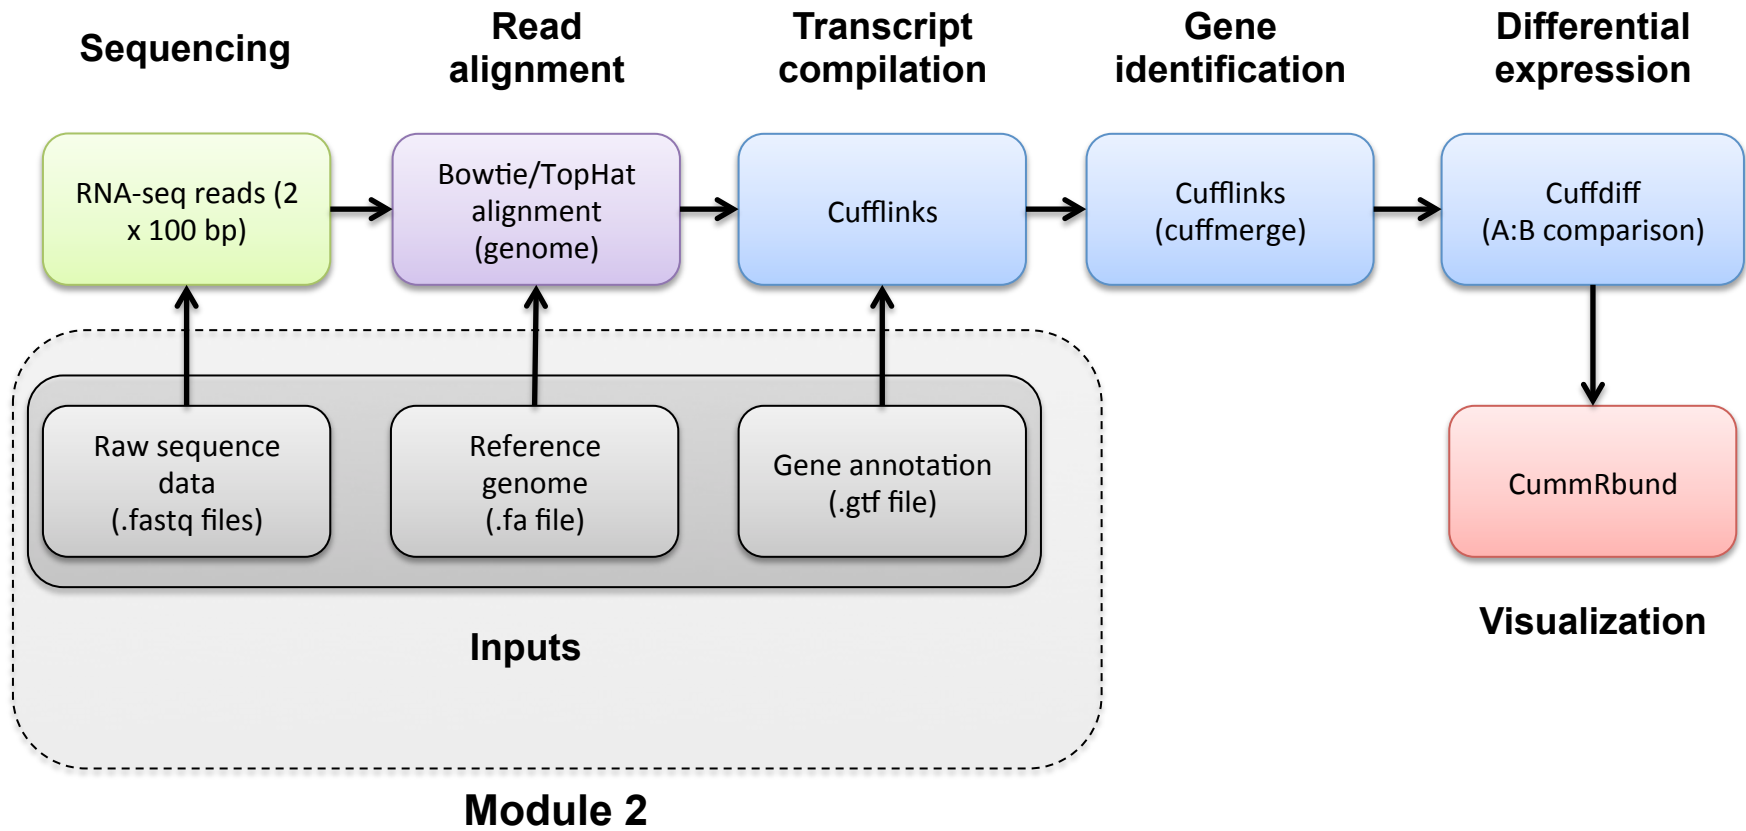 Sequencing
Read
alignment
Transcript
compilation
Gene
identification
Differential
expression
RNA-seq reads (2
x 100 bp)
Bowtie/TopHat
alignment
(genome)
Cufflinks
Cufflinks
(cuffmerge)
Cuffdiff
(A:B comparison)
Raw sequence
data
(.fastq files)
Reference
genome
(.fa file)
Gene annotation
(.gtf file)
CummRbund
Inputs
Visualization
Module 2